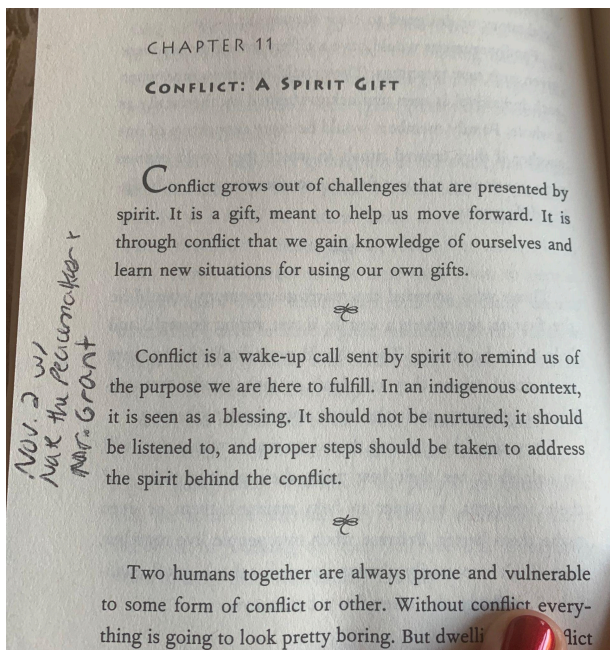 CHAPTER 11
CONFLICT: A SPIRIT GIFT
Conflict grows out of challenges that are presented by
spirit. It is a gift, meant to help us move forward. It is
through conflict that we gain knowledge of ourselves and
learn new situations for using our own gifts.
Conflict is a wake-up call sent by spirit to remind us of
the purpose we are here to fulfill. In an indigenous context,
it is seen as a blessing. It should not be nurtured; it should
be listened to, and proper steps should be taken to address
the spirit behind the conflict.
Two humans together are always prone and vulnerable
to some form of conflict or other. Without conflict every-
thing is going to look pretty boring. But
Nov. 2 w/
Nate the
Grant